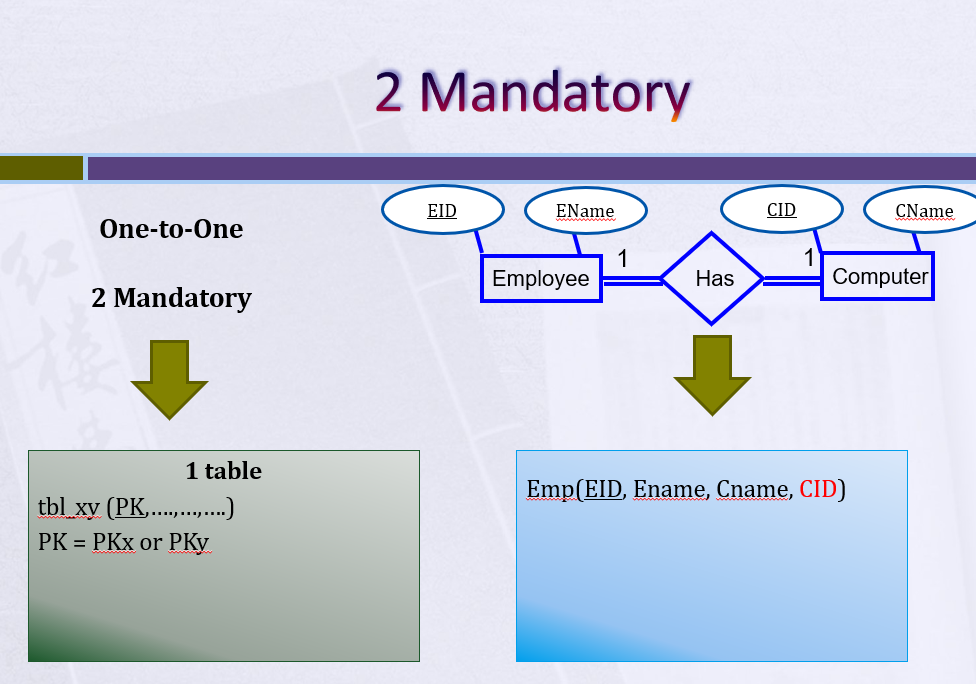 2 Mandatory
One-to-One
2 Mandatory
EID
EName
CID
CName
Employee
1
Has
1
Computer
1 table
tbl_xy (PK,….,…,….)
PK = PKx or PKy
Emp(EID, Ename, Cname, CID)